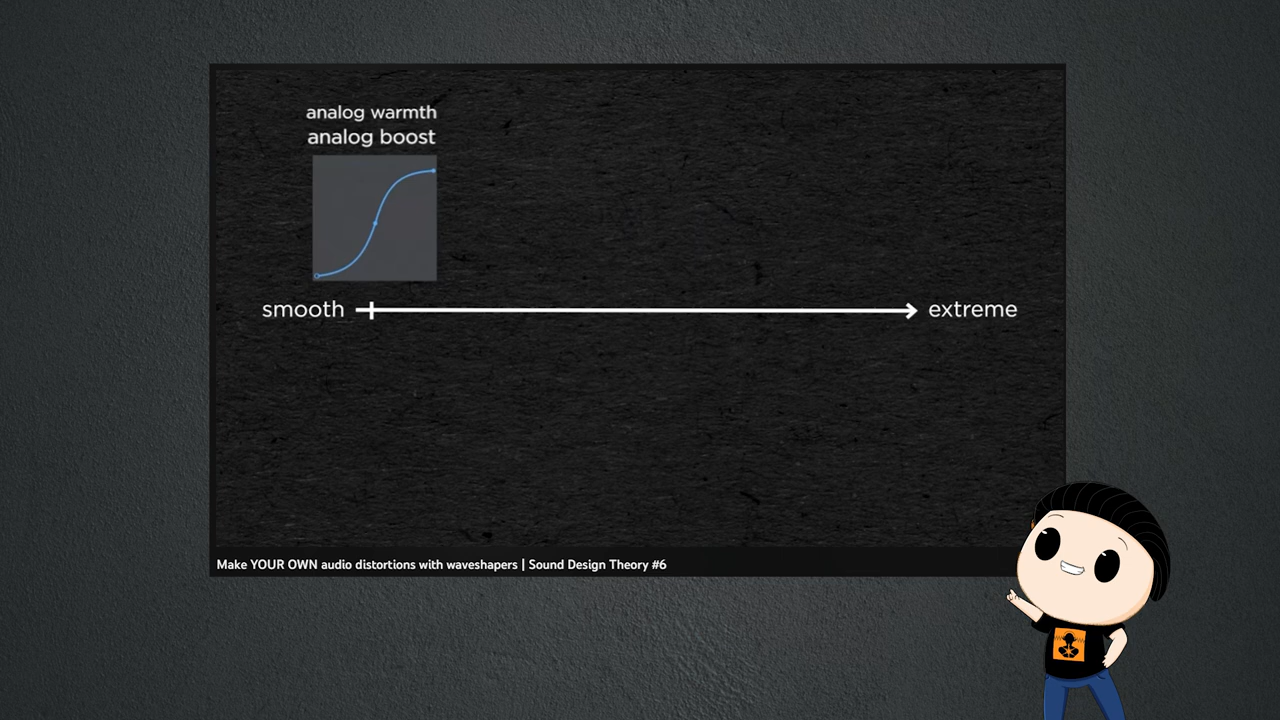 analog warmth
analog boost
smooth
extreme
Make YOUR OWN audio distortions with waveshapers | Sound Design Theory #6